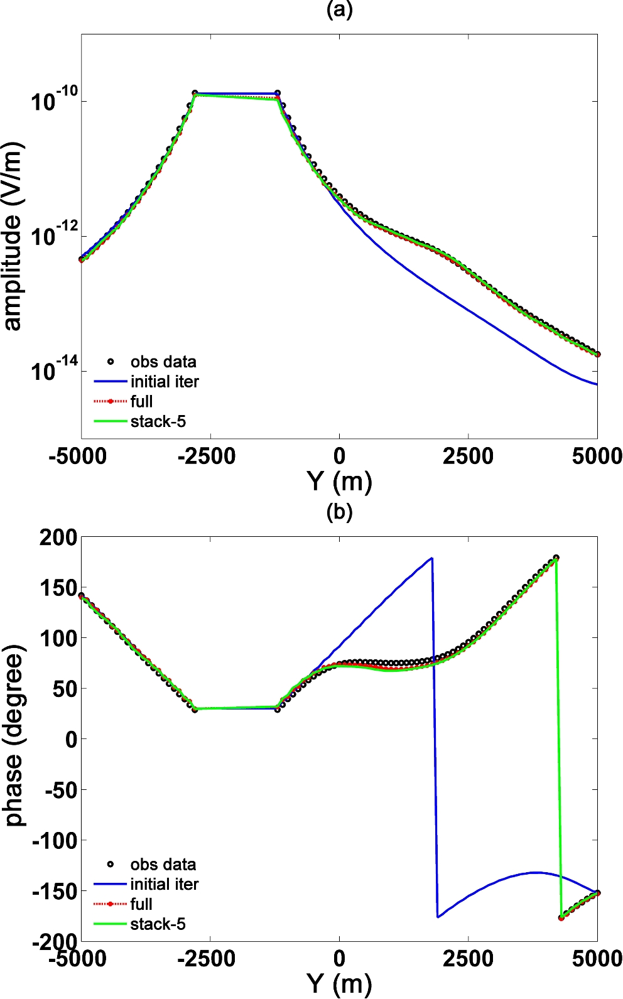 (a)
amplitude (V/m)
10-10
10-12
10-14
obs data
initial iter
full
stack-5
-5000 -2500 0 2500 5000
Y (m)
(b)
phase (degree)
200
150
100
50
0
-50
-100
-150
-200
obs data
initial iter
full
stack-5
-5000 -2500 0 2500 5000
Y (m)